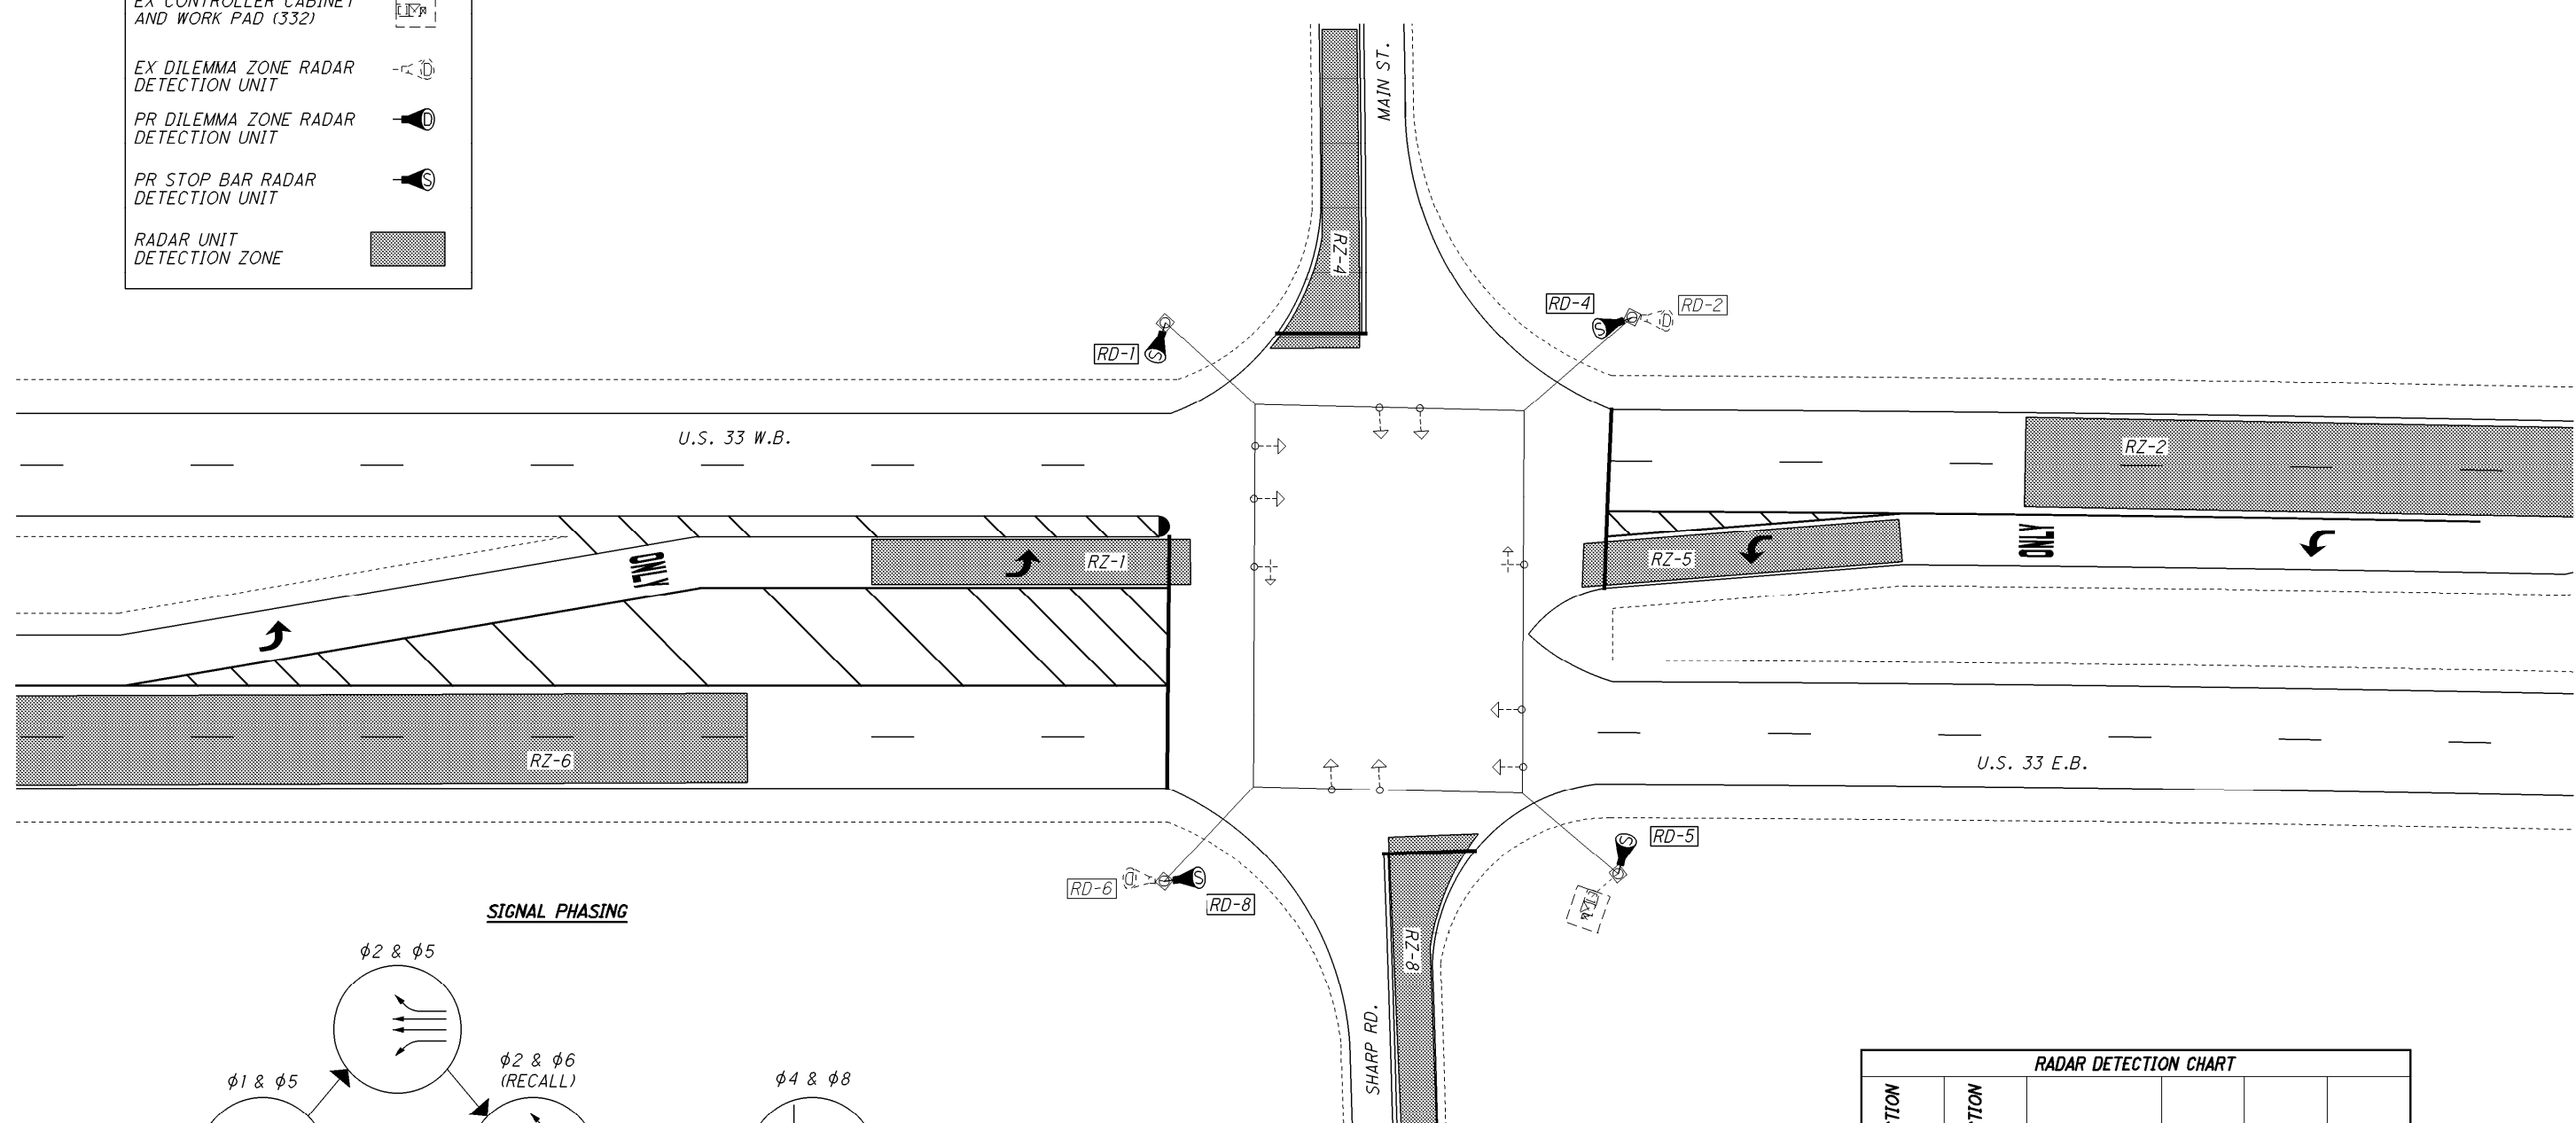 EX CONTROLLER CABINET
AND WORK PAD (332)
EX DILEMMA ZONE RADAR
DETECTION UNIT
D
PR DILEMMA ZONE RADAR
DETECTION UNIT
D
PR STOP BAR RADAR
DETECTION UNIT
S
RADAR UNIT
DETECTION ZONE
MAIN ST.
RZ-4
RD-4
RD-2
S
D
RD-1
S
U.S. 33 W.B.
RZ-2
RZ-1
RZ-5
ONLY
ONLY
RZ-6
U.S. 33 E.B.
RD-5
S
RD-6
D
S
RD-8
RZ-8
SHARP RD.
SIGNAL PHASING
ϕ2 & ϕ5
ϕ2 & ϕ6
(RECALL)
ϕ1 & ϕ5
ϕ4 & ϕ8
RADAR DETECTION CHART